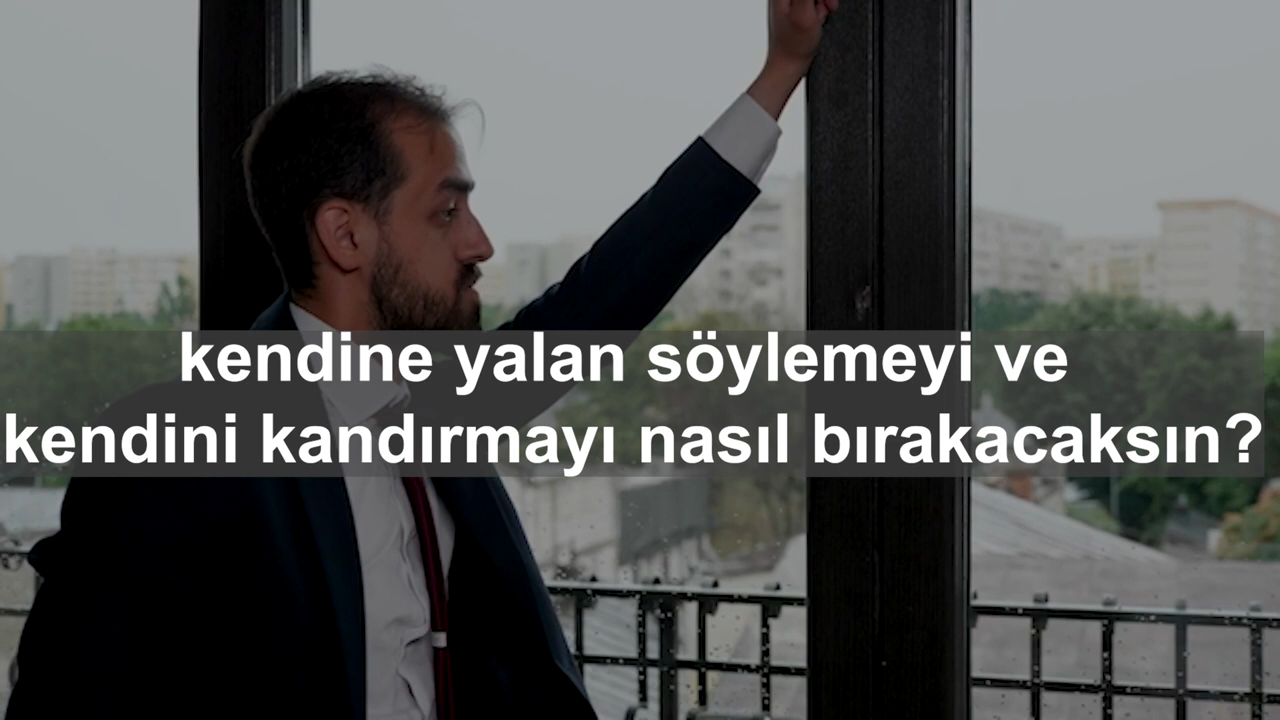 kendine yalan söylemeyi ve
kendini kandırmayı nasıl bırakacaksın?